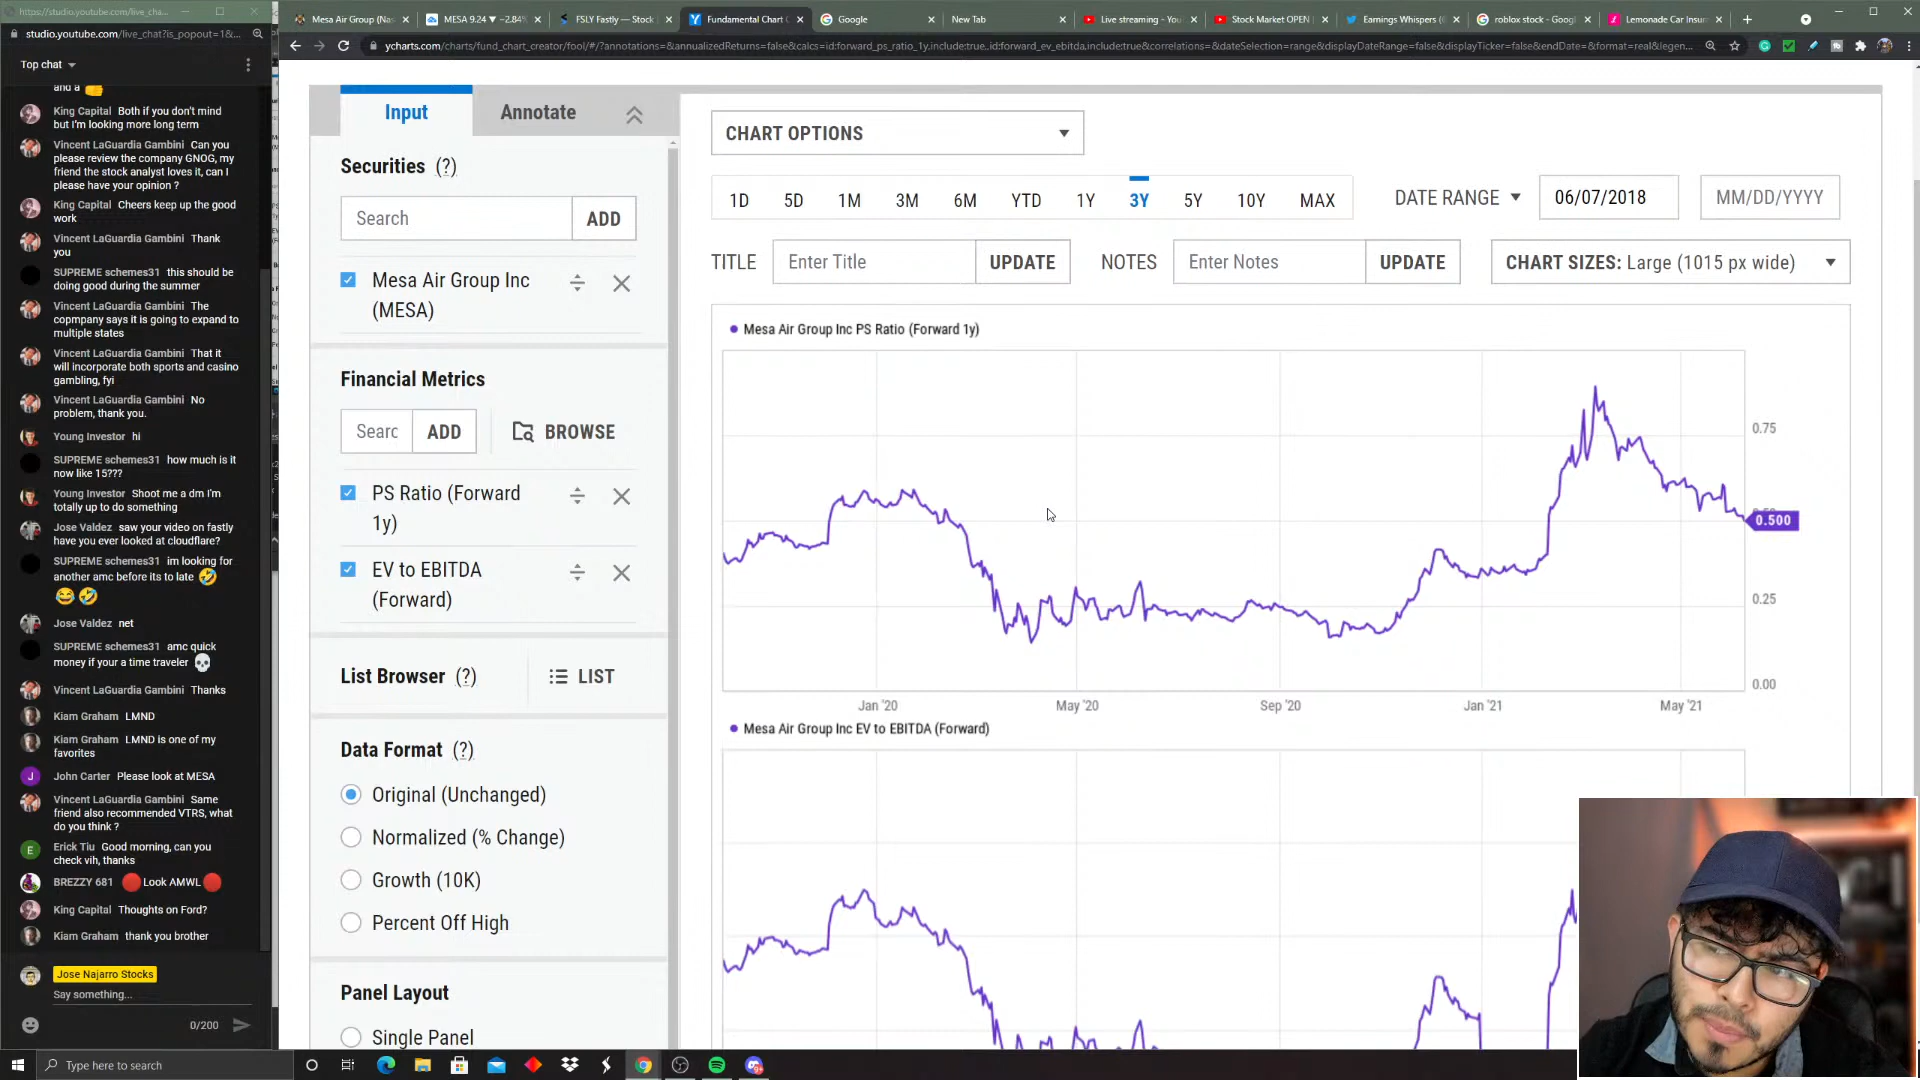 https://studio.youtube.com/live_cha...
studio.youtube.com/live_chat?is_popout=1&...
Top chat
and a
King Capital Both if you don't mind
but I'm looking more long term
Vincent LaGuardia Gambini Can you
please review the company GNOG, my
friend the stock analyst loves it, can I
please have your opinion ?
King Capital Cheers keep up the good
work
Vincent LaGuardia Gambini Thank
you
SUPREME schemes31 this should be
doing good during the summer
Vincent LaGuardia Gambini The
copmpany says it is going to expand to
multiple states
Vincent LaGuardia Gambini That it
will incorporate both sports and casino
gambling, fyi
Vincent LaGuardia Gambini No
problem, thank you.
Young Investor hi
SUPREME schemes31 how much is it
now like 15???
Young Investor Shoot me a dm I'm
totally up to do something
Jose Valdez saw your video on fastly
have you ever looked at cloudflare?
SUPREME schemes31 im looking for
another amc before its to late 🤣
😂 🤣
Jose Valdez net
SUPREME schemes31 amc quick
money if your a time traveler 💀
Vincent LaGuardia Gambini Thanks
Kiam Graham LMND
Kiam Graham LMND is one of my
favorites
John Carter Please look at MESA
Vincent LaGuardia Gambini Same
friend also recommended VTRS, what
do you think ?
Erick Tiu Good morning, can you
check vih, thanks
BREZZY 681 🔴Look AMWL🔴
King Capital Thoughts on Ford?
Kiam Graham thank you brother
Jose Najarro Stocks
Say something...
0/200
Type here to search
Mesa Air Group (Nas
MESA 9.24 ▼ −2.84%
FSLY Fastly — Stock
Fundamental Chart
Google
New Tab
Live streaming - You
Stock Market OPEN
Earnings Whispers (
roblox stock - Goog
Lemonade Car Insur
ycharts.com/charts/fund_chart_creator/fool/#/?annotations=&annualizedReturns=false&calcs=id:forward_ps_ratio_1y,include:true,,id:forward_ev_ebitda,include:true&correlations=&dateSelection=range&displayDateRange=false&displayTicker=false&endDate=&format=real&legen...
Input
Annotate
Securities (?)
Search
ADD
Mesa Air Group Inc
(MESA)
Financial Metrics
Searc
ADD
BROWSE
PS Ratio (Forward
1y)
EV to EBITDA
(Forward)
List Browser (?)
LIST
Data Format (?)
Original (Unchanged)
Normalized (% Change)
Growth (10K)
Percent Off High
Panel Layout
Single Panel
CHART OPTIONS
1D 5D 1M 3M 6M YTD 1Y 3Y 5Y 10Y MAX
DATE RANGE
06/07/2018
MM/DD/YYYY
TITLE
Enter Title
UPDATE
NOTES
Enter Notes
UPDATE
CHART SIZES: Large (1015 px wide)
Mesa Air Group Inc PS Ratio (Forward 1y)
0.75
0.500
0.25
0.00
Jan '20 May '20 Sep '20 Jan '21 May '21
Mesa Air Group Inc EV to EBITDA (Forward)